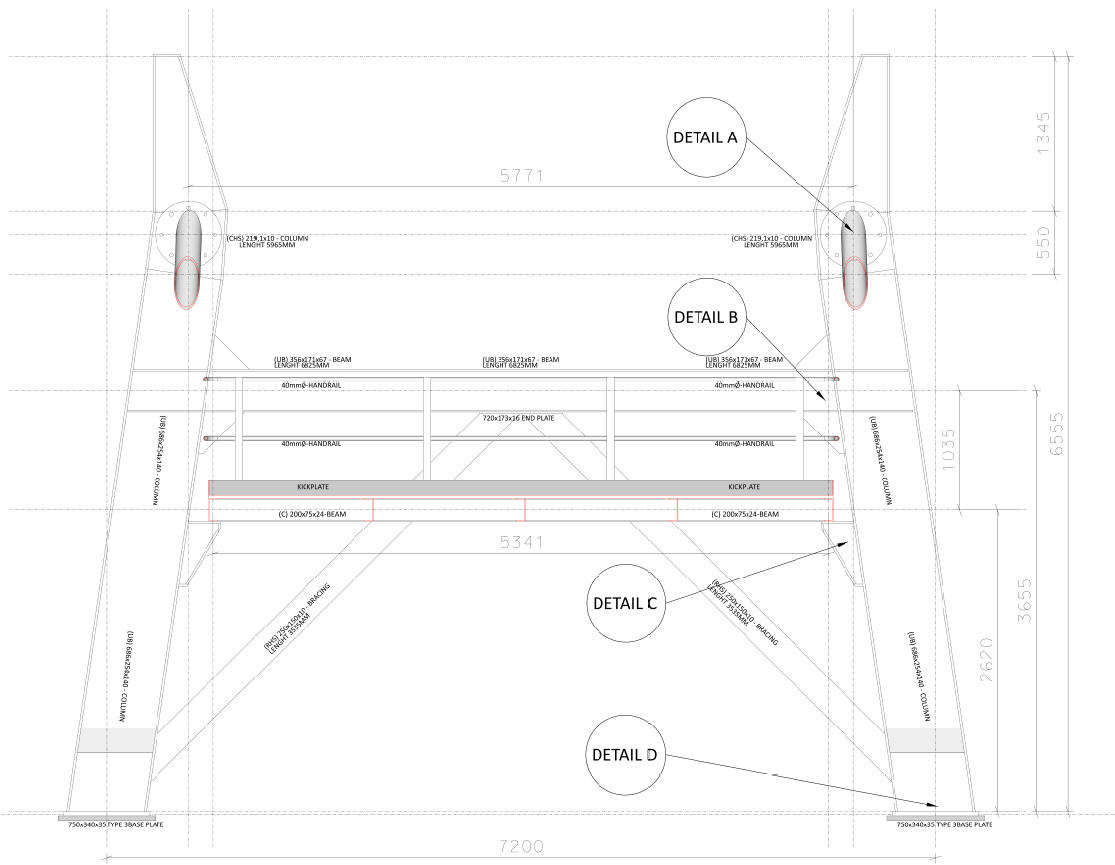 DETAIL A
1345
5771
(CHS) 219,1x10 - COLUMN
LENGHT 5965MM
(CHS) 219,1x10 - COLUMN
LENGHT 5965MM
550
DETAIL B
(UB) 356x171x67 - BEAM
LENGHT 6825MM
(UB) 356x171x67 - BEAM
LENGHT 6825MM
(UB) 356x171x67 - BEAM
LENGHT 6825MM
40mmØ-HANDRAIL
40mmØ-HANDRAIL
720x173x16 END PLATE
(UB) 686x254x140 - COLUMN
(UB) 686x254x140 - COLUMN
40mmØ-HANDRAIL
40mmØ-HANDRAIL
1035
6555
KICKPLATE
KICKPLATE
(C) 200x75x24-BEAM
(C) 200x75x24-BEAM
5341
DETAIL C
(RHS) 250x150x10 - BRACING
LENGHT 3535MM
(RHS) 250x150x10 - BRACING
LENGHT 3535MM
3655
2620
(UB) 686x254x140 - COLUMN
(UB) 686x254x140 - COLUMN
DETAIL D
750x340x35 TYPE 3BASE PLATE
750x340x35 TYPE 3BASE PLATE
7200